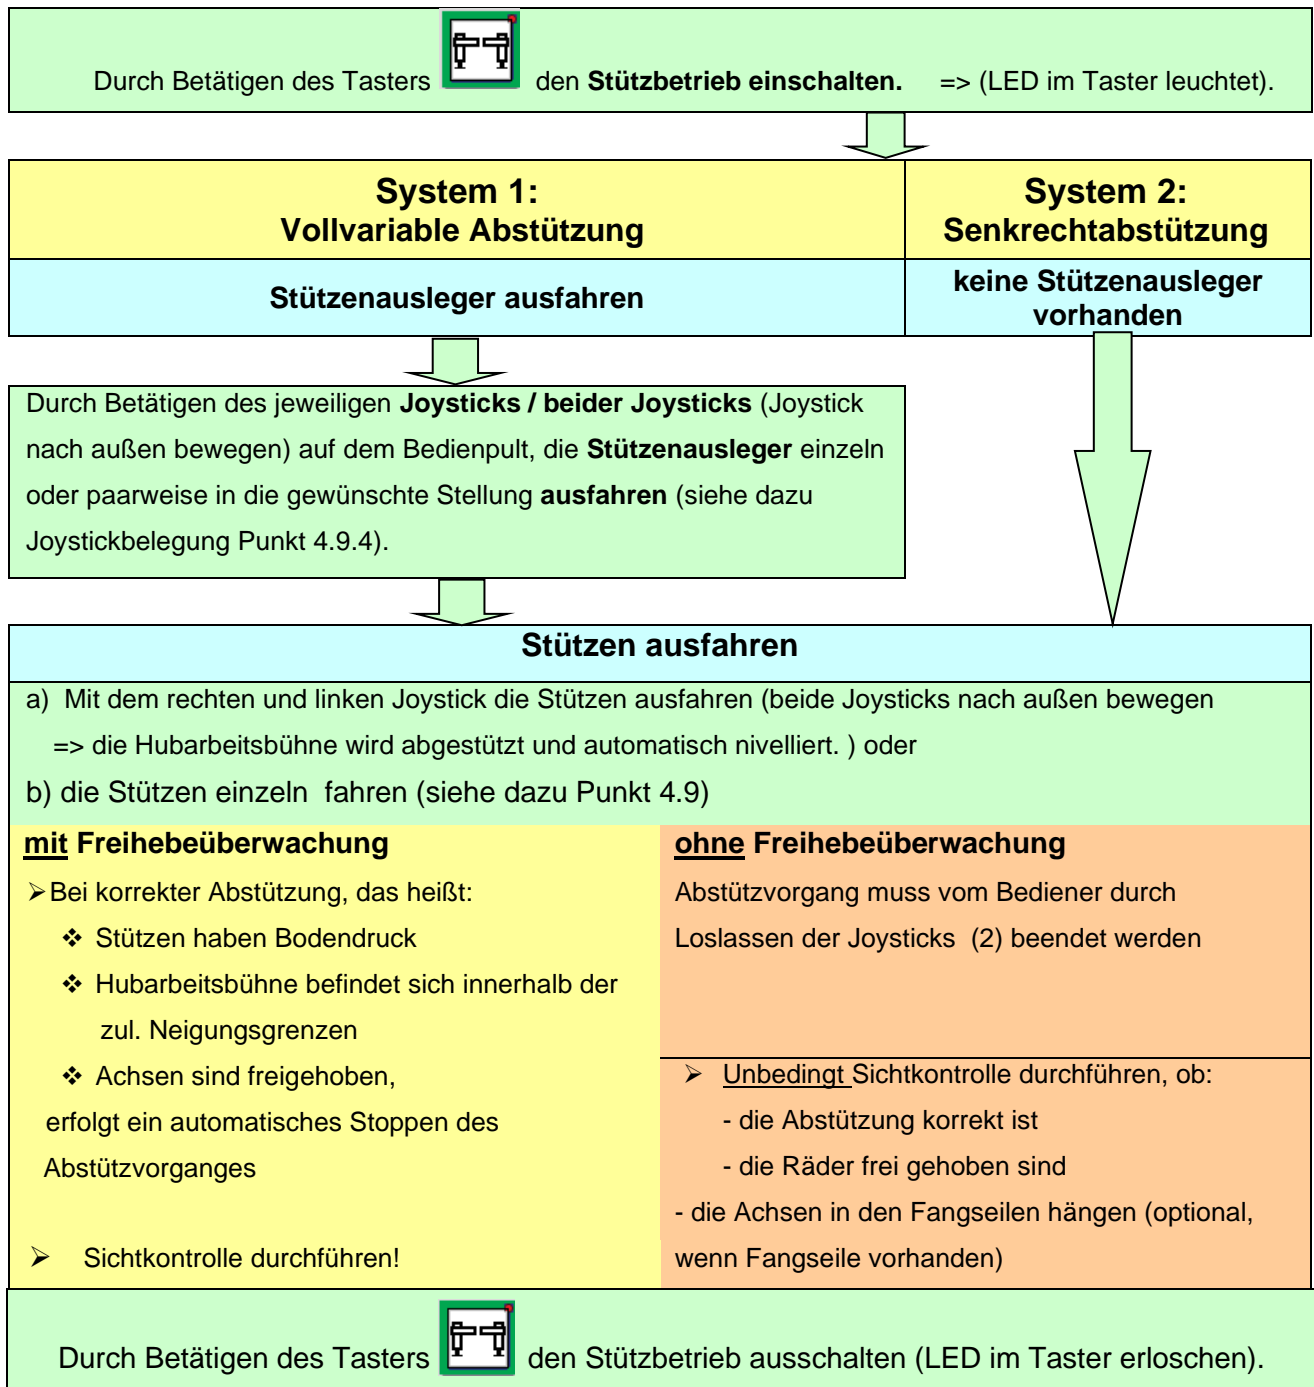 Durch Betätigen des Tasters den Stützbetrieb einschalten. => (LED im Taster leuchtet).
System 1:
Vollvariable Abstützung
System 2:
Senkrechtabstützung
Stützenausleger ausfahren
keine Stützenausleger
vorhanden
Durch Betätigen des jeweiligen Joysticks / beider Joysticks (Joystick
nach außen bewegen) auf dem Bedienpult, die Stützenausleger einzeln
oder paarweise in die gewünschte Stellung ausfahren (siehe dazu
Joystickbelegung Punkt 4.9.4).
Stützen ausfahren
a) Mit dem rechten und linken Joystick die Stützen ausfahren (beide Joysticks nach außen bewegen
=> die Hubarbeitsbühne wird abgestützt und automatisch nivelliert. ) oder
b) die Stützen einzeln fahren (siehe dazu Punkt 4.9)
mit Freihebeüberwachung
➢ Bei korrekter Abstützung, das heißt:
❖ Stützen haben Bodendruck
❖ Hubarbeitsbühne befindet sich innerhalb der
zul. Neigungsgrenzen
❖ Achsen sind freigehoben,
erfolgt ein automatisches Stoppen des
Abstützvorganges
➢ Sichtkontrolle durchführen!
ohne Freihebeüberwachung
Abstützvorgang muss vom Bediener durch
Loslassen der Joysticks (2) beendet werden
➢ Unbedingt Sichtkontrolle durchführen, ob:
- die Abstützung korrekt ist
- die Räder frei gehoben sind
- die Achsen in den Fangseilen hängen (optional,
wenn Fangseile vorhanden)
Durch Betätigen des Tasters den Stützbetrieb ausschalten (LED im Taster erloschen).